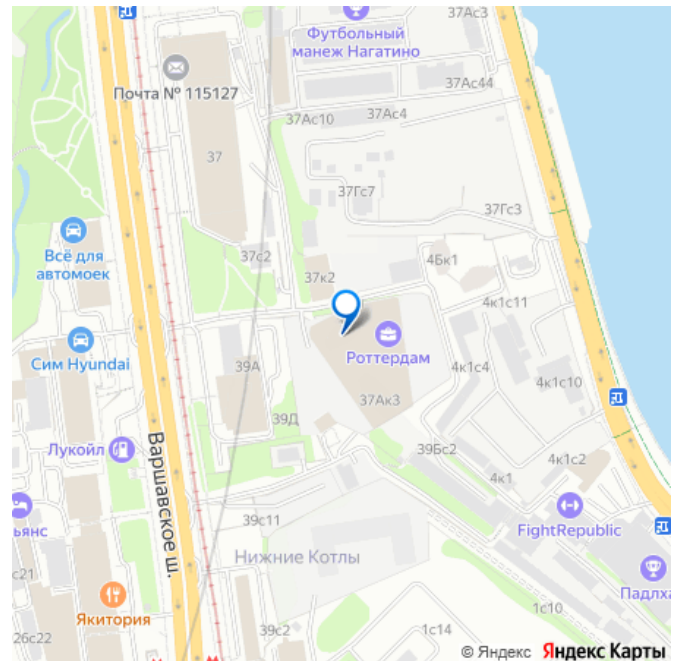 37Ас3
Футбольный
манеж Нагатино
37Ас44
Почта № 115127
37Ас10
37Ас4
37
37Гс7
37Гс3
Всё для
автомоек
37с2
4Бк1
37к2
4к1с11
Сим Hyundai
Роттердам
39А
4к1с4
4к1с10
37Ак3
39Д
Варшавское ш.
Лукойл
39Бс2
4к1с2
4к1
ьянс
39с11
FightRepublic
Нижние Котлы
с21
Падлха
Якитория
1с10
26с22
39с2
1с14
© Яндекс Яндекс Карты